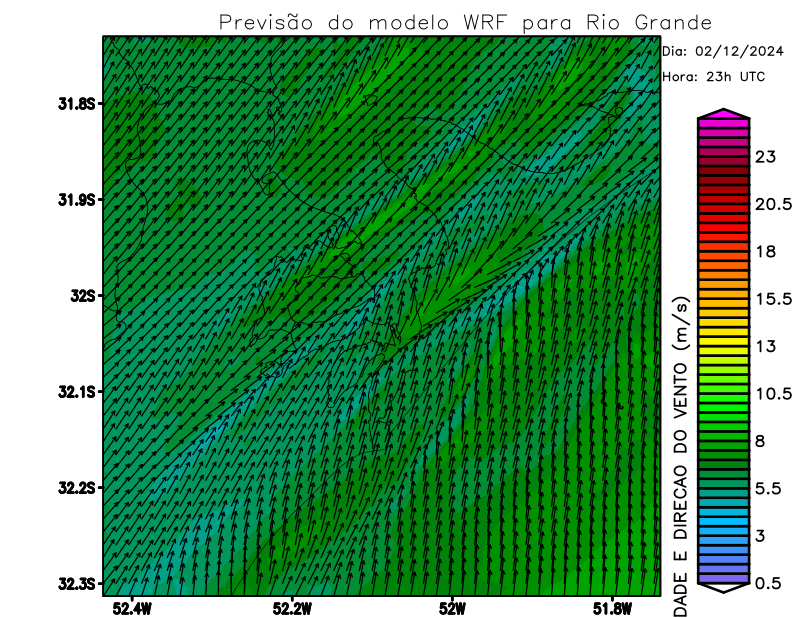 Previsão do modelo WRF para Rio Grande
Dia: 02/12/2024
Hora: 23h UTC
31.8S
31.9S
32S
32.1S
32.2S
32.3S
52.4W
52.2W
52W
51.8W
23
20.5
18
15.5
13
10.5
8
5.5
3
0.5
DADE E DIRECAO DO VENTO (m/s)